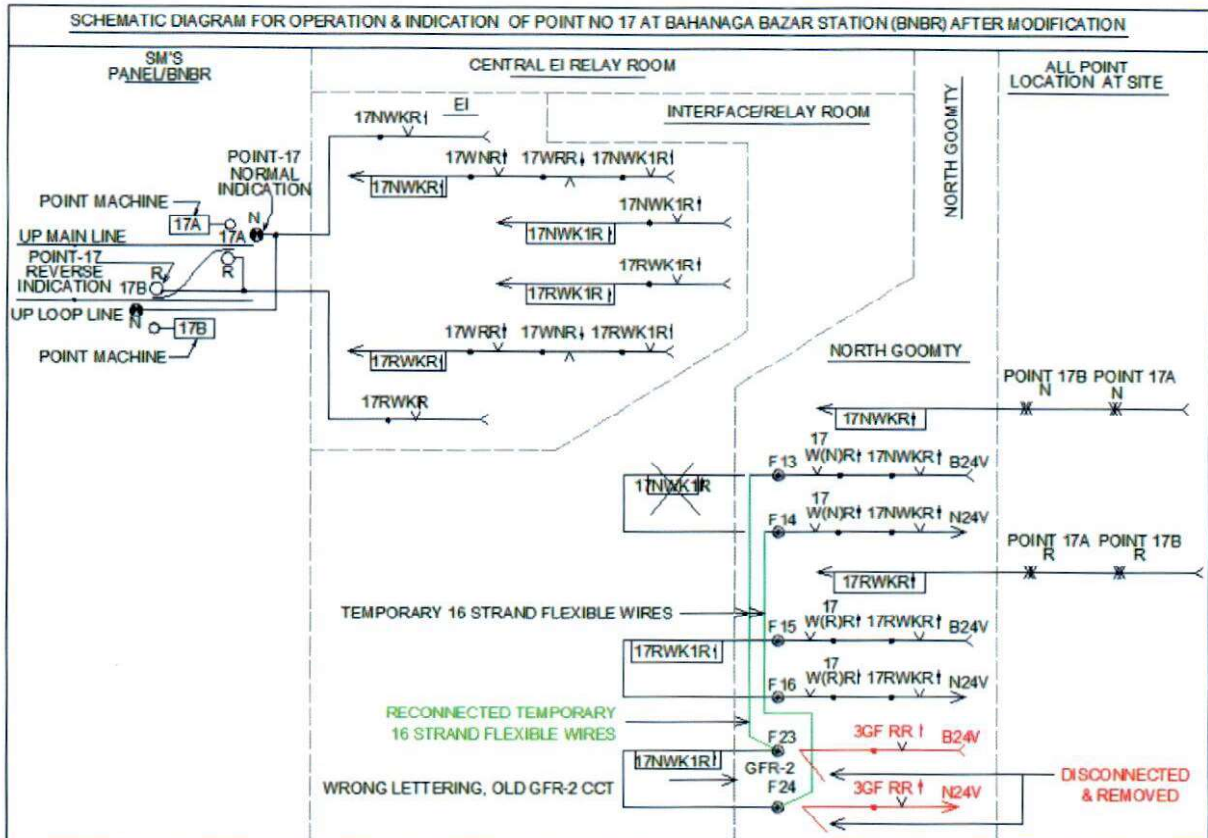 SCHEMATIC DIAGRAM FOR OPERATION & INDICATION OF POINT NO 17 AT BAHANAGA BAZAR STATION (BNBR) AFTER MODIFICATION
SM'S
PANEL/BNBR
CENTRAL EI RELAY ROOM
ALL POINT
LOCATION AT SITE
EI
INTERFACE/RELAY ROOM
NORTH GOOMTY
17NWKR↑
17WNR↑ 17WRR↓ 17NWK1R↑
17NWKR↑
17NWK1R↑
17NWK1R↑
17RWK1R↑
17RWK1R↑
17WRR↑ 17WNR↓ 17RWK1R↑
17RWKR↑
17RWKR
POINT-17
NORMAL
INDICATION
POINT MACHINE
17A
N
17A
UP MAIN LINE
POINT-17
REVERSE
INDICATION
R
R
17B
UP LOOP LINE
N
17B
POINT MACHINE
NORTH GOOMTY
POINT 17B POINT 17A
N N
17NWKR↑
17NWK1R
F13
17
W(N)R↑ 17NWKR↑ B24V
F14
17
W(N)R↑ 17NWKR↑ N24V
POINT 17A POINT 17B
R R
17RWKR↑
TEMPORARY 16 STRAND FLEXIBLE WIRES
17RWK1R↑
F15
17
W(R)R↑ 17RWKR↑ B24V
F16
17
W(R)R↑ 17RWKR↑ N24V
RECONNECTED TEMPORARY
16 STRAND FLEXIBLE WIRES
F23
3GF RR↑ B24V
17NWK1R↑
GFR-2
WRONG LETTERING, OLD GFR-2 CCT
F24
3GF RR↑ N24V
DISCONNECTED
& REMOVED